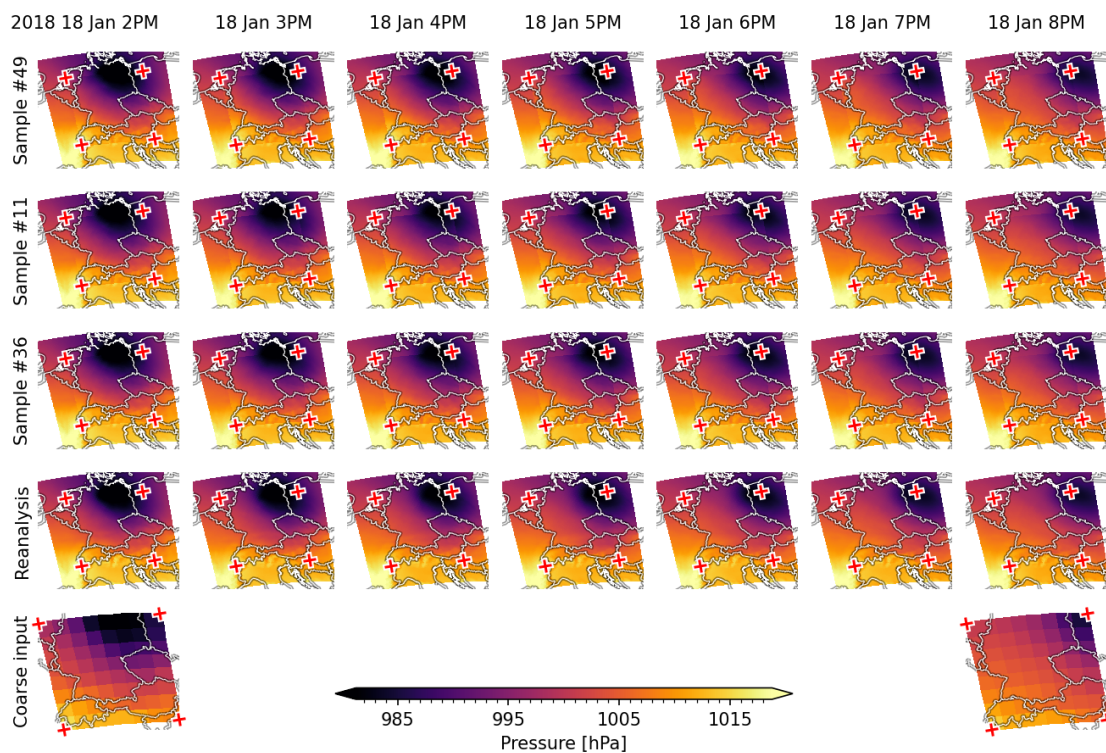 2018 18 Jan 2PM 18 Jan 3PM 18 Jan 4PM 18 Jan 5PM 18 Jan 6PM 18 Jan 7PM 18 Jan 8PM
Sample #49
Sample #11
Sample #36
Reanalysis
Coarse input
985 995 1005 1015
Pressure [hPa]